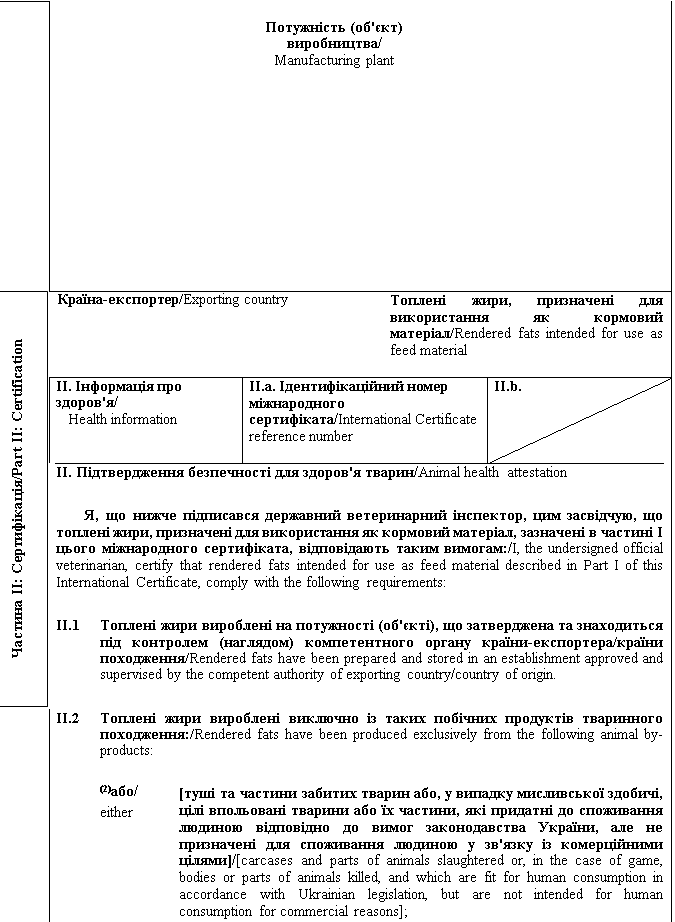 Потужність (об'єкт)
виробництва/
Manufacturing plant
Країна-експортер/Exporting country
Топлені жири, призначені для
використання як кормовий
матеріал/Rendered fats intended for use as
feed material
Частина II: Сертифікація/Part II: Certification
II. Інформація про
здоров'я/
Health information
II.a. Ідентифікаційний номер
міжнародного
сертифіката/International Certificate
reference number
II.b.
II. Підтвердження безпечності для здоров'я тварин/Animal health attestation
Я, що нижче підписався державний ветеринарний інспектор, цим засвідчую, що
топлені жири, призначені для використання як кормовий матеріал, зазначені в частині I
цього міжнародного сертифіката, відповідають таким вимогам:/I, the undersigned official
veterinarian, certify that rendered fats intended for use as feed material described in Part I of this
International Certificate, comply with the following requirements:
II.1 Топлені жири вироблені на потужності (об'єкті), що затверджена та знаходиться
під контролем (наглядом) компетентного органу країни-експортера/країни
походження/Rendered fats have been prepared and stored in an establishment approved and
supervised by the competent authority of exporting country/country of origin.
II.2 Топлені жири вироблені виключно із таких побічних продуктів тваринного
походження:/Rendered fats have been produced exclusively from the following animal by-
products:
(2)або/
either
[туші та частини забитих тварин або, у випадку мисливської здобичі,
цілі впольовані тварини або їх частини, які придатні до споживання
людиною відповідно до вимог законодавства України, але не
призначені для споживання людиною у зв'язку із комерційними
цілями]/[carcases and parts of animals slaughtered or, in the case of game,
bodies or parts of animals killed, and which are fit for human consumption in
accordance with Ukrainian legislation, but are not intended for human
consumption for commercial reasons];